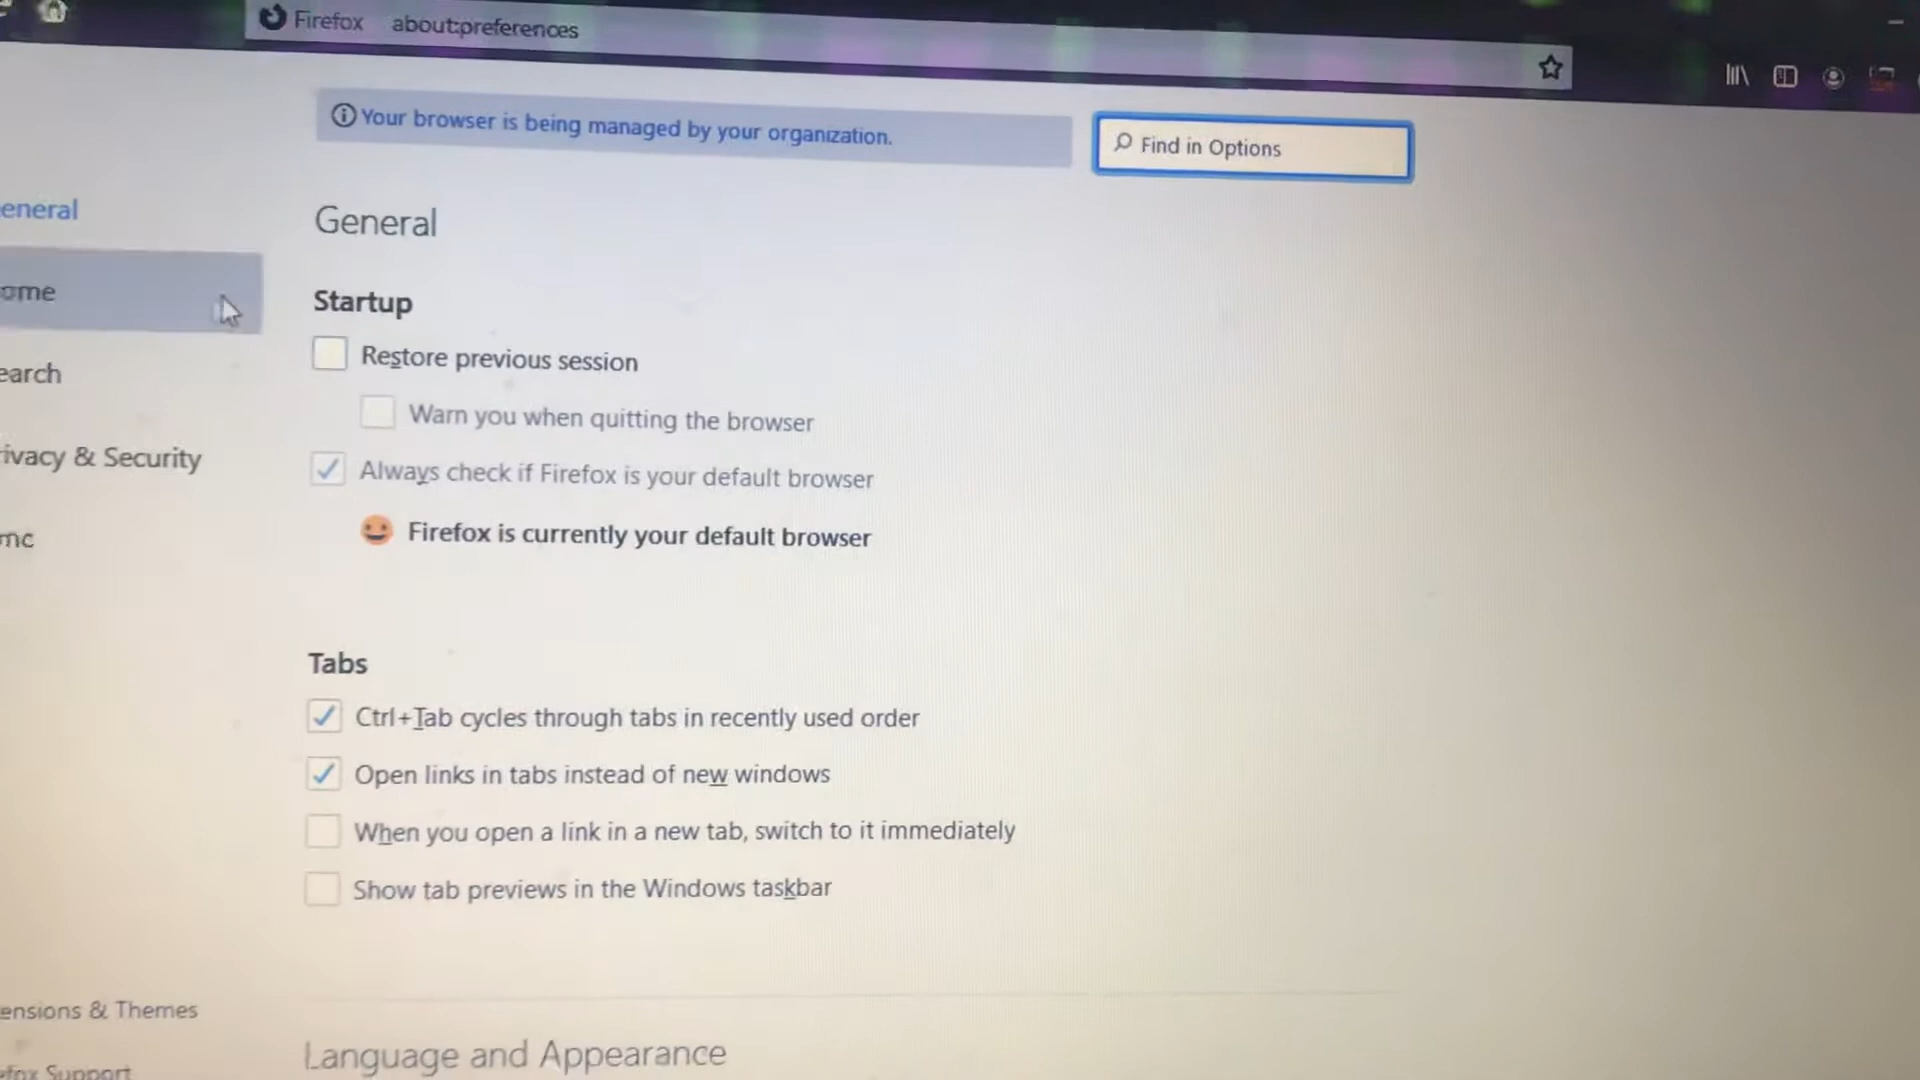 Firefox about:preferences
Your browser is being managed by your organization.
Find in Options
eneral
General
ome
Startup
Restore previous session
earch
Warn you when quitting the browser
ivacy & Security
Always check if Firefox is your default browser
nc
Firefox is currently your default browser
Tabs
Ctrl+Tab cycles through tabs in recently used order
Open links in tabs instead of new windows
When you open a link in a new tab, switch to it immediately
Show tab previews in the Windows taskbar
ensions & Themes
Language and Appearance
efox Support